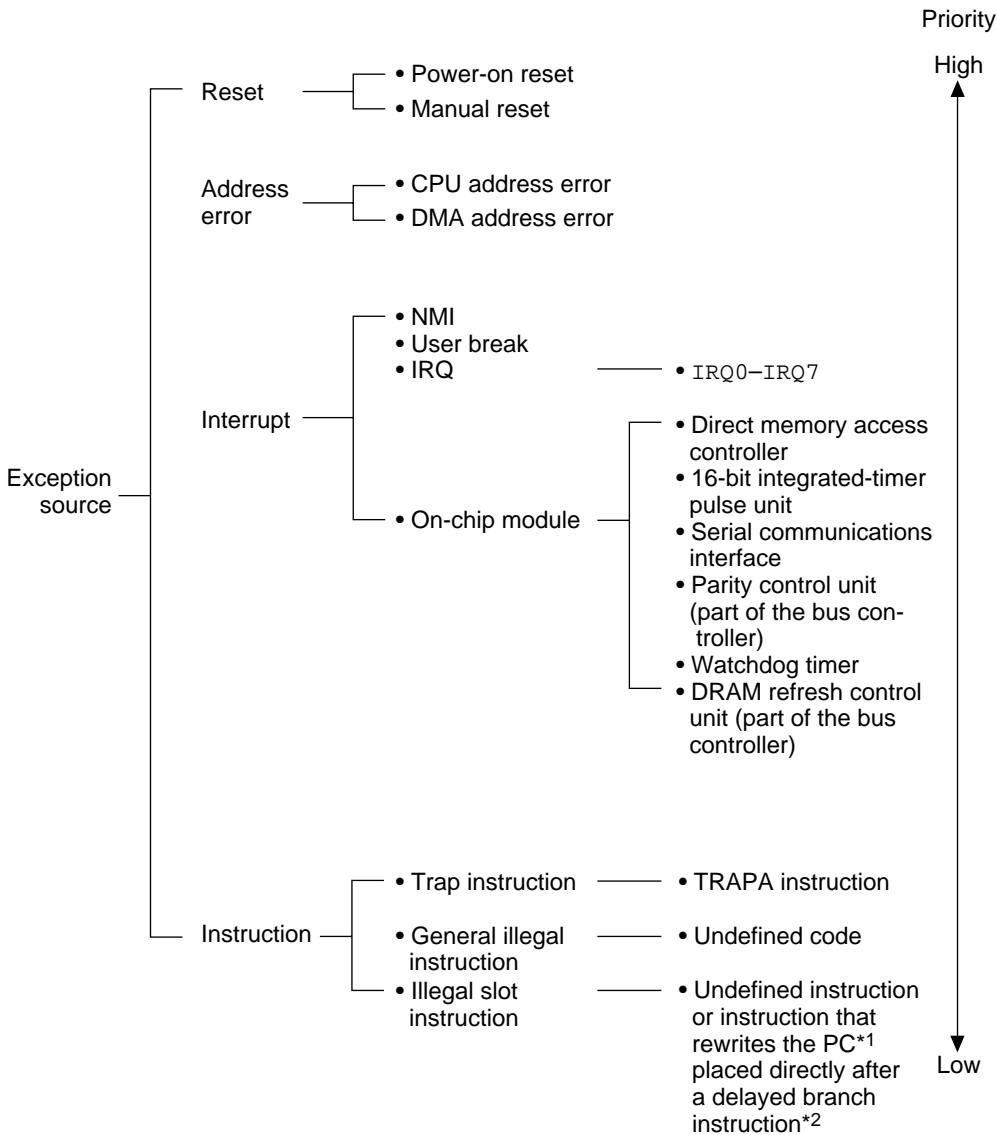 Priority
High
Reset
• Power-on reset
• Manual reset
Address
error
• CPU address error
• DMA address error
Interrupt
• NMI
• User break
• IRQ
• IRQ0–IRQ7
• On-chip module
• Direct memory access
controller
• 16-bit integrated-timer
pulse unit
• Serial communications
interface
• Parity control unit
(part of the bus con-
troller)
• Watchdog timer
• DRAM refresh control
unit (part of the bus
controller)
Exception
source
Instruction
• Trap instruction
• TRAPA instruction
• General illegal
instruction
• Undefined code
• Illegal slot
instruction
• Undefined instruction
or instruction that
rewrites the PC*1
placed directly after
a delayed branch
instruction*2
Low